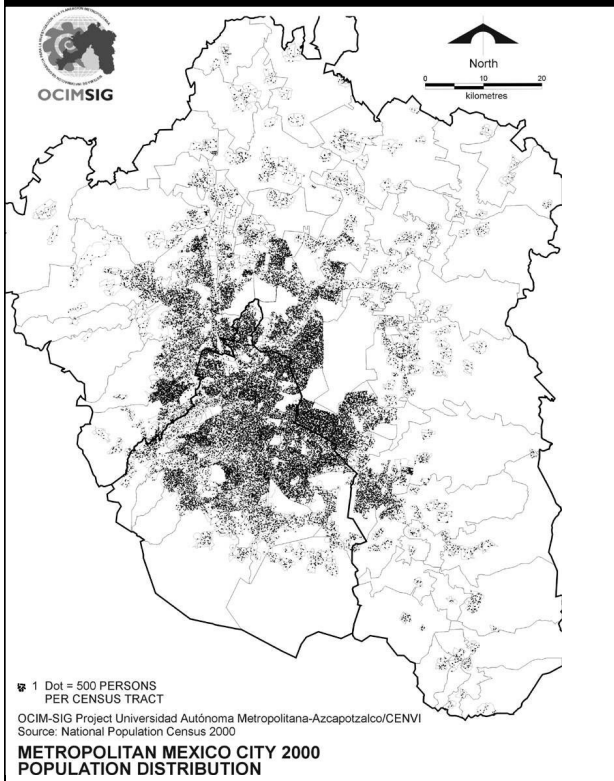 OCIMSIG
North
0 10 20
kilometres
1 Dot = 500 PERSONS
PER CENSUS TRACT
OCIM-SIG Project Universidad Autónoma Metropolitana-Azcapotzalco/CENVI
Source: National Population Census 2000
METROPOLITAN MEXICO CITY 2000
POPULATION DISTRIBUTION